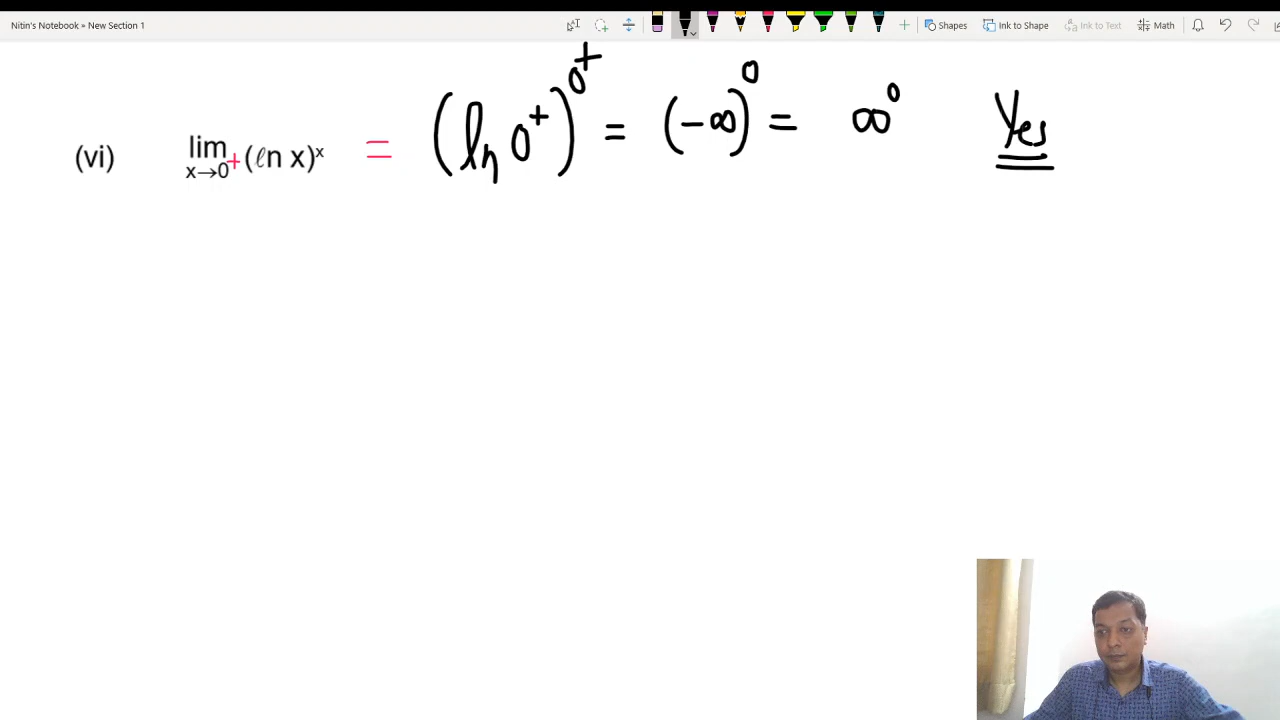 Nitin's Notebook » New Section 1
Shapes Ink to Shape Ink to Text Math
(vi) lim x→0+ (ℓn x)^x = (ln 0^+)^0^+ = (-∞)^0 = ∞^0 Yes